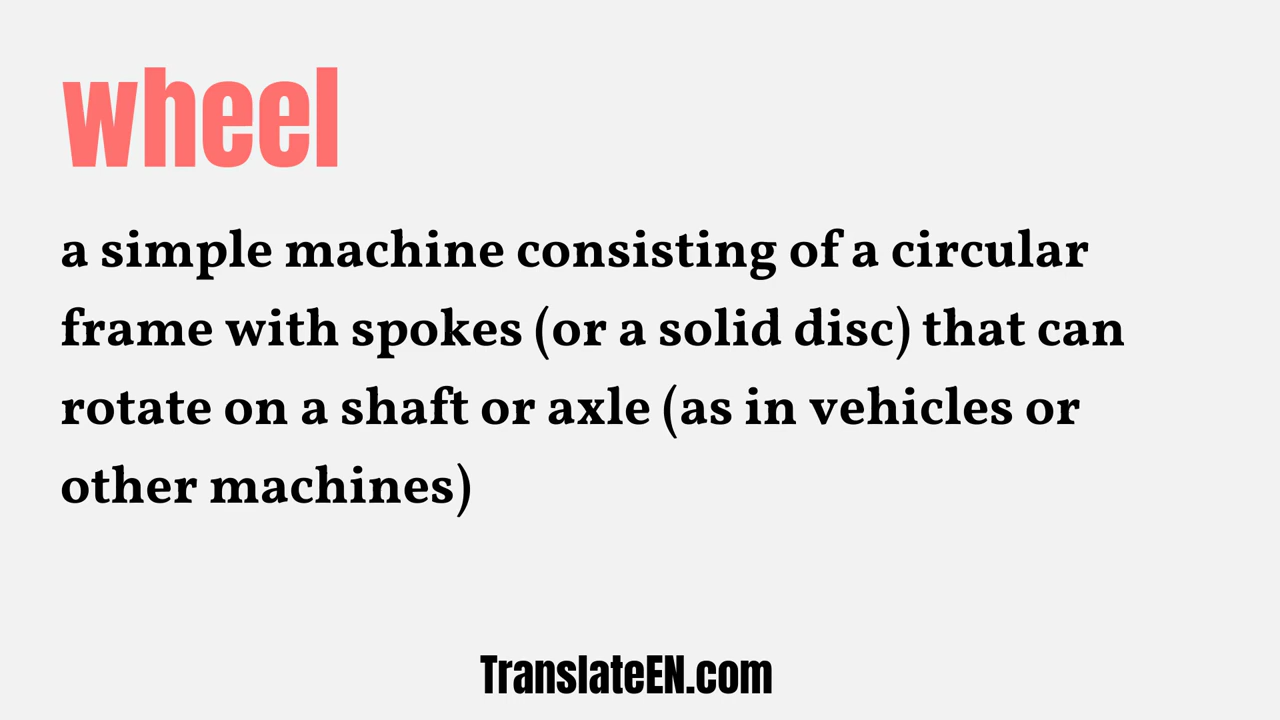 wheel
a simple machine consisting of a circular
frame with spokes (or a solid disc) that can
rotate on a shaft or axle (as in vehicles or
other machines)
TranslateEN.com